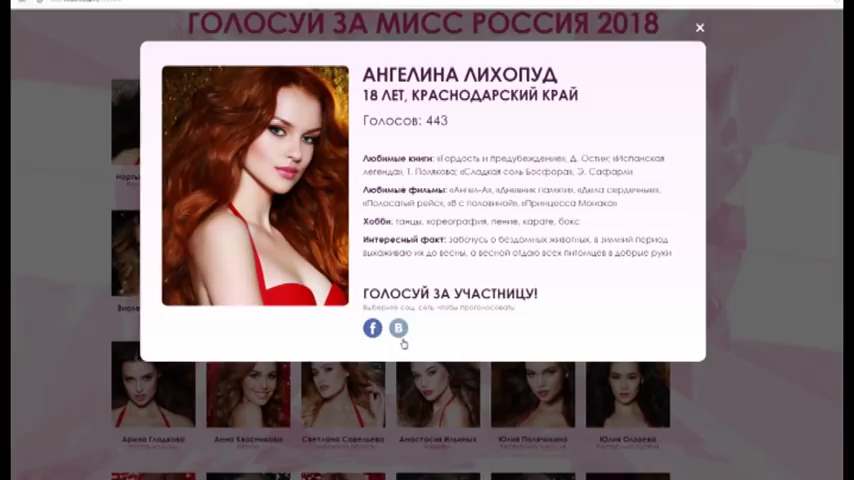 ГОЛОСУЙ ЗА МИСС РОССИЯ 2018
АНГЕЛИНА ЛИХОПУД
18 ЛЕТ, КРАСНОДАРСКИЙ КРАЙ
Голосов: 443
Любимые книги: «Гордость и предубеждение», Д. Остин; «Испанская
легенда», Т. Полякова; «Сладкая соль Босфора», Э. Сафарли
Любимые фильмы: «Ангел-А», «Дневник памяти», «Дела сердечные»,
«Полосатый рейс», «8 с половиной», «Принцесса Монако»
Хобби: танцы, хореография, пение, карате, бокс
Интересный факт: забочусь о бездомных животных, в зимний период
выхаживаю их до весны, а весной отдаю всех питомцев в добрые руки
ГОЛОСУЙ ЗА УЧАСТНИЦУ!
Выберите соц. сеть, чтобы проголосовать
f В
Арина Гладкова Анна Квасникова Светлана Савельева Анастасия Ильиных Юлия Полячихина